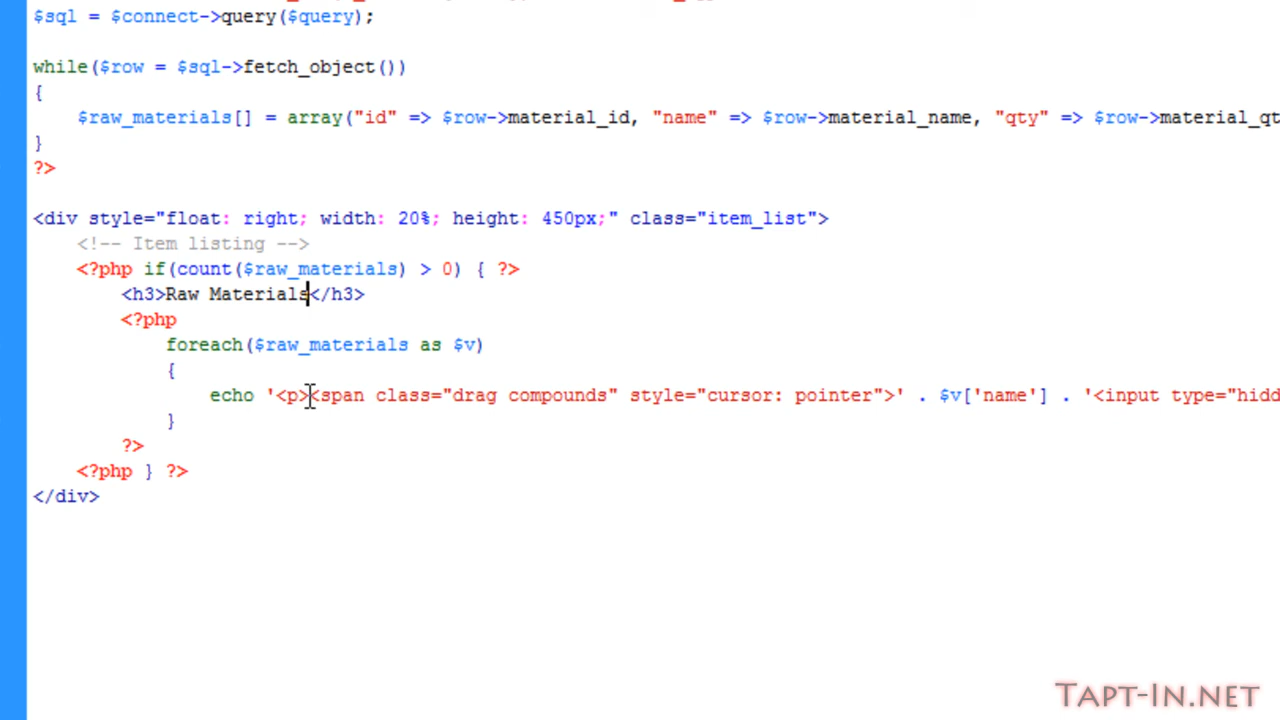 $sql = $connect->query($query);
while($row = $sql->fetch_object())
{
$raw_materials[] = array("id" => $row->material_id, "name" => $row->material_name, "qty" => $row->material_qt
}
?>
<div style="float: right; width: 20%; height: 450px;" class="item_list">
<!-- Item listing -->
<?php if(count($raw_materials) > 0) { ?>
<h3>Raw Materials</h3>
<?php
foreach($raw_materials as $v)
{
echo '<p><span class="drag compounds" style="cursor: pointer">' . $v['name'] . '<input type="hidd
}
?>
<?php } ?>
</div>
TAPT-IN.NET